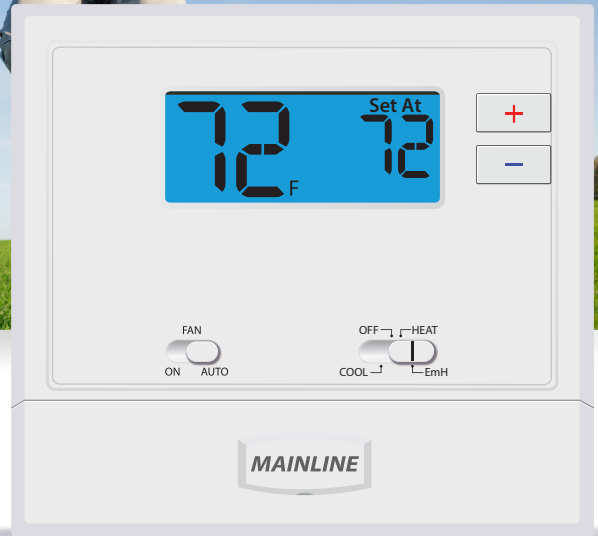 Set At
72 F 72
+
−
FAN
ON AUTO
OFF HEAT
COOL EmH
MAINLINE